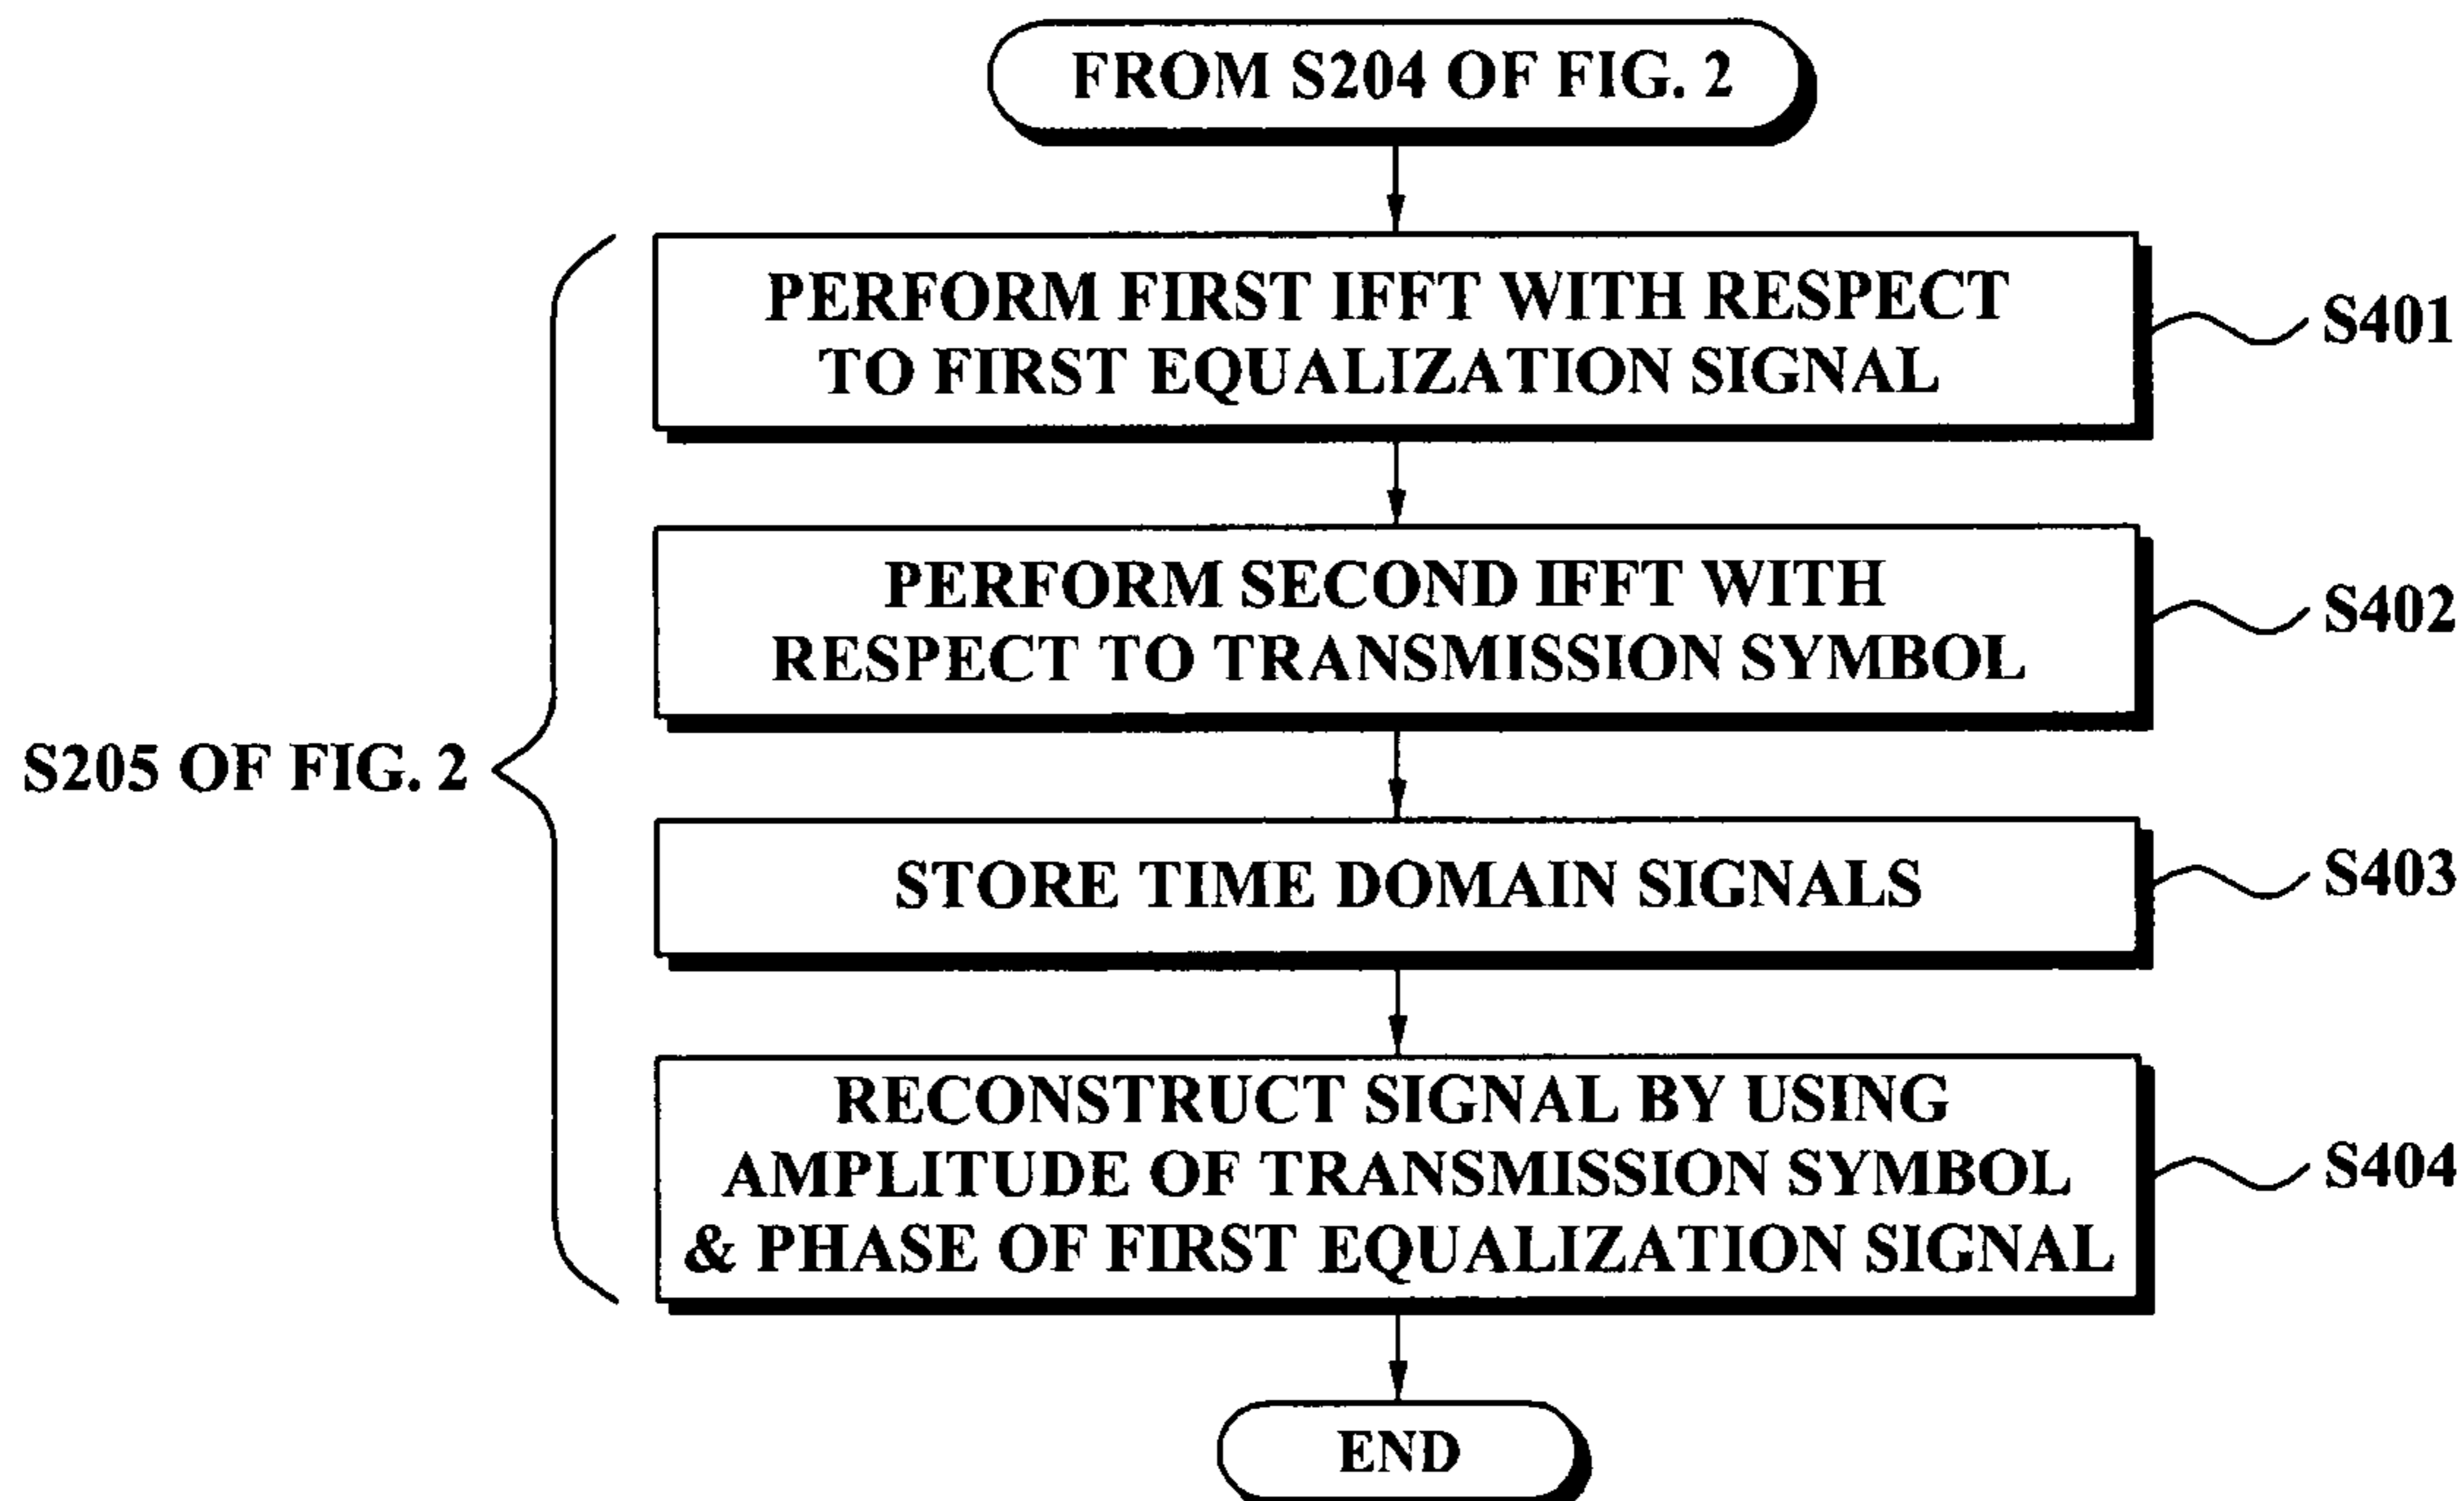 FROM S204 OF FIG. 2
PERFORM FIRST IFFT WITH RESPECT
TO FIRST EQUALIZATION SIGNAL
S401
PERFORM SECOND IFFT WITH
RESPECT TO TRANSMISSION SYMBOL
S402
S205 OF FIG. 2
STORE TIME DOMAIN SIGNALS
S403
RECONSTRUCT SIGNAL BY USING
AMPLITUDE OF TRANSMISSION SYMBOL
& PHASE OF FIRST EQUALIZATION SIGNAL
S404
END